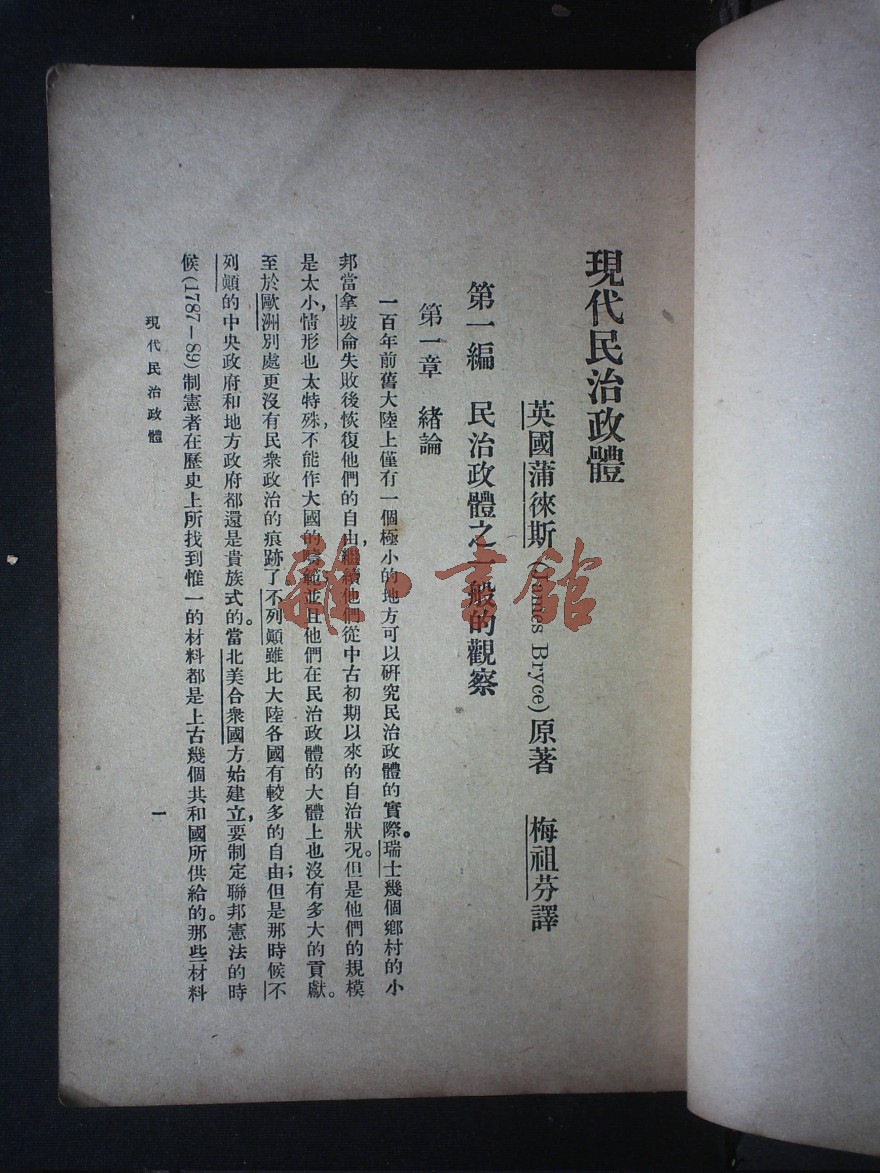 現代民治政體
英國蒲徠斯(James Bryce)原著 梅祖芬譯
第一編 民治政體之一般的觀察
第一章 緒論
一百年前舊大陸上僅有一個極小的地方可以研究民治政體的實際。瑞士幾個鄉村的小
邦當拿坡侖失敗後恢復他們的自由,繼續他們從中古初期以來的自治狀況。但是他們的規模
是太小,情形也太特殊,不能作大國的模範並且他們在民治政體的大體上也沒有多大的貢獻。
至於歐洲別處更沒有民衆政治的痕跡了不列顛雖比大陸各國有較多的自由;但是那時候不
列顛的中央政府和地方政府都還是貴族式的。當北美合衆國方始建立,要制定聯邦憲法的時
候(1787—89)制憲者在歷史上所找到惟一的材料都是上古幾個共和國所供給的。那些材料
現代民治政體
一
雜·書館